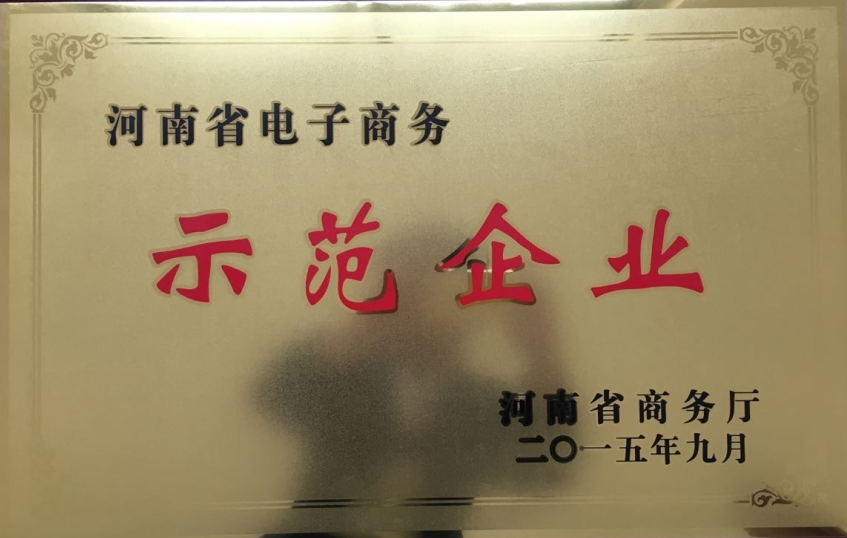 河南省电子商务
示范企业
河南省商务厅
二〇一五年九月